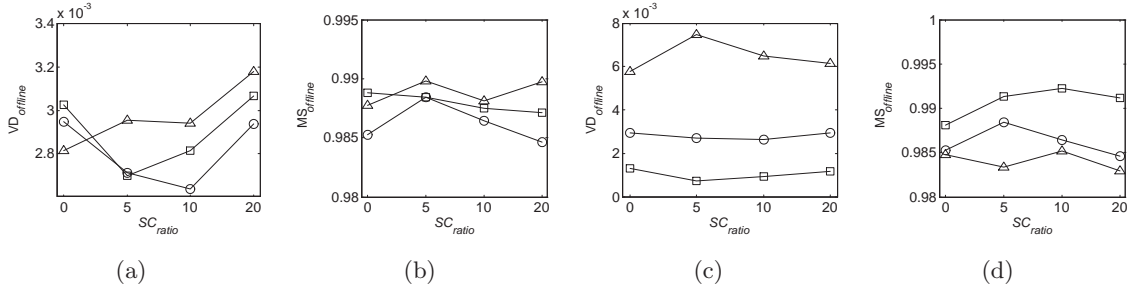 x 10⁻³
3.4
3.2
3
2.8
VD_offline
0 5 10 20
SC_ratio
(a)
0.995
0.99
0.985
0.98
MS_offline
0 5 10 20
SC_ratio
(b)
x 10⁻³
8
6
4
2
0
VD_offline
0 5 10 20
SC_ratio
(c)
1
0.995
0.99
0.985
0.98
MS_offline
0 5 10 20
SC_ratio
(d)